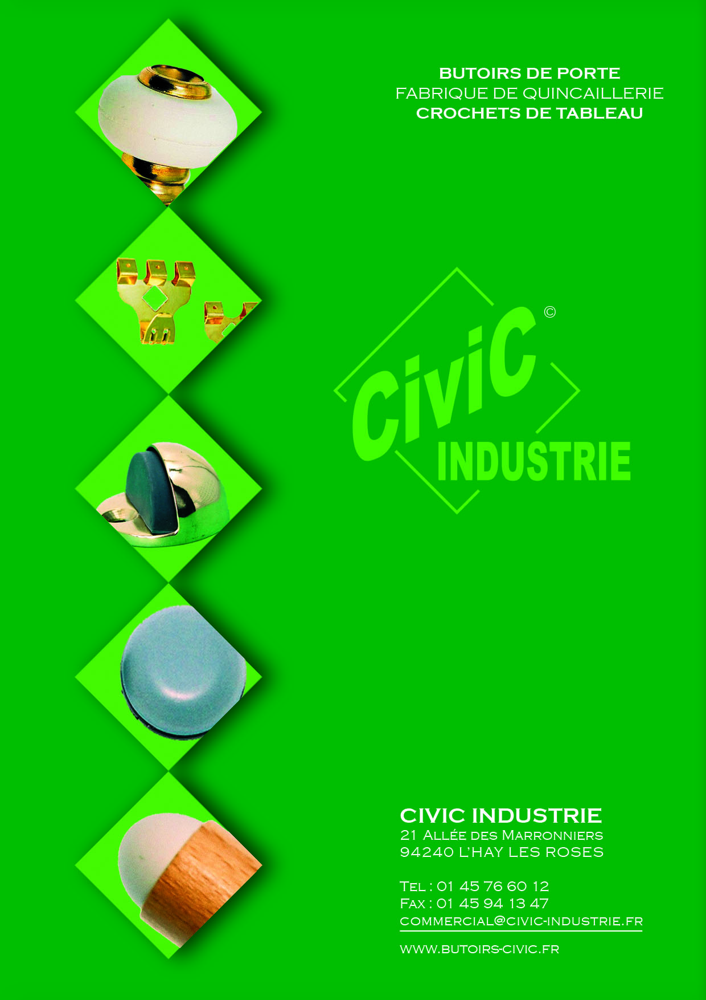 BUTOIRS DE PORTE
FABRIQUE DE QUINCAILLERIE
CROCHETS DE TABLEAU
CiviC ©
INDUSTRIE
CIVIC INDUSTRIE
21 ALLÉE DES MARRONNIERS
94240 L'HAY LES ROSES
TEL : 01 45 76 60 12
FAX : 01 45 94 13 47
COMMERCIAL@CIVIC-INDUSTRIE.FR
WWW.BUTOIRS-CIVIC.FR